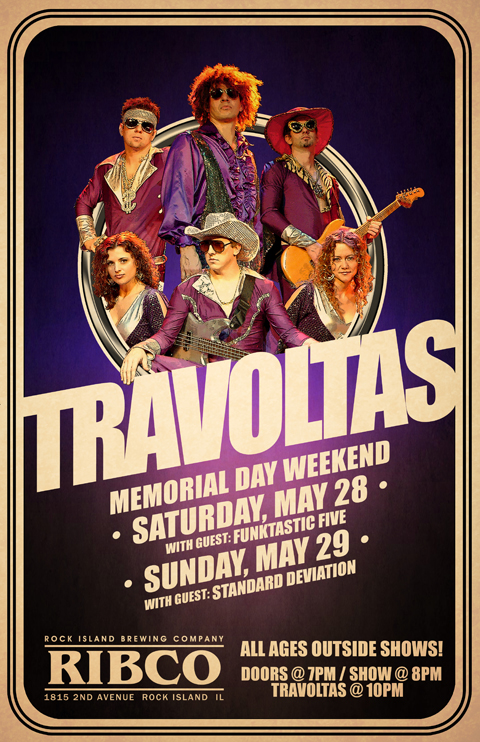 TRAVOLTAS
MEMORIAL DAY WEEKEND
• SATURDAY, MAY 28 •
WITH GUEST: FUNKTASTIC FIVE
• SUNDAY, MAY 29 •
WITH GUEST: STANDARD DEVIATION
ROCK ISLAND BREWING COMPANY
RIBCO
1815 2ND AVENUE ROCK ISLAND IL
ALL AGES OUTSIDE SHOWS!
DOORS @ 7PM / SHOW @ 8PM
TRAVOLTAS @ 10PM